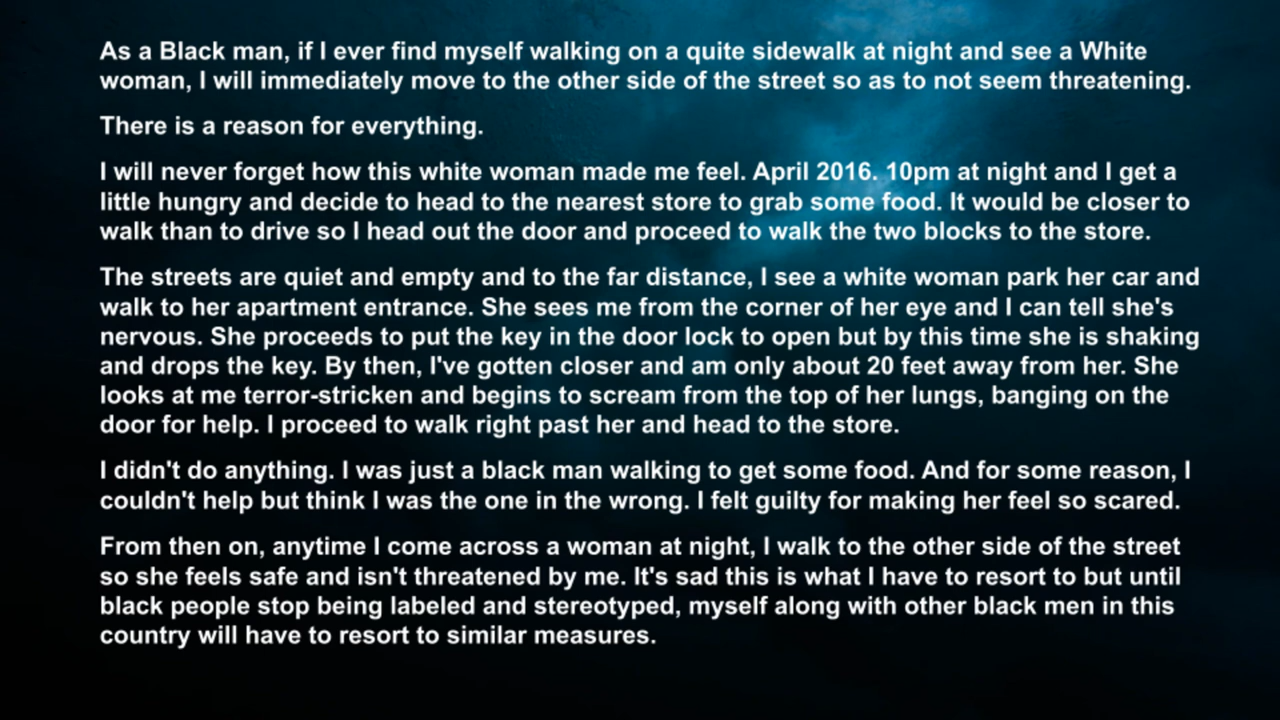 As a Black man, if I ever find myself walking on a quite sidewalk at night and see a White
woman, I will immediately move to the other side of the street so as to not seem threatening.
There is a reason for everything.
I will never forget how this white woman made me feel. April 2016. 10pm at night and I get a
little hungry and decide to head to the nearest store to grab some food. It would be closer to
walk than to drive so I head out the door and proceed to walk the two blocks to the store.
The streets are quiet and empty and to the far distance, I see a white woman park her car and
walk to her apartment entrance. She sees me from the corner of her eye and I can tell she's
nervous. She proceeds to put the key in the door lock to open but by this time she is shaking
and drops the key. By then, I've gotten closer and am only about 20 feet away from her. She
looks at me terror-stricken and begins to scream from the top of her lungs, banging on the
door for help. I proceed to walk right past her and head to the store.
I didn't do anything. I was just a black man walking to get some food. And for some reason, I
couldn't help but think I was the one in the wrong. I felt guilty for making her feel so scared.
From then on, anytime I come across a woman at night, I walk to the other side of the street
so she feels safe and isn't threatened by me. It's sad this is what I have to resort to but until
black people stop being labeled and stereotyped, myself along with other black men in this
country will have to resort to similar measures.